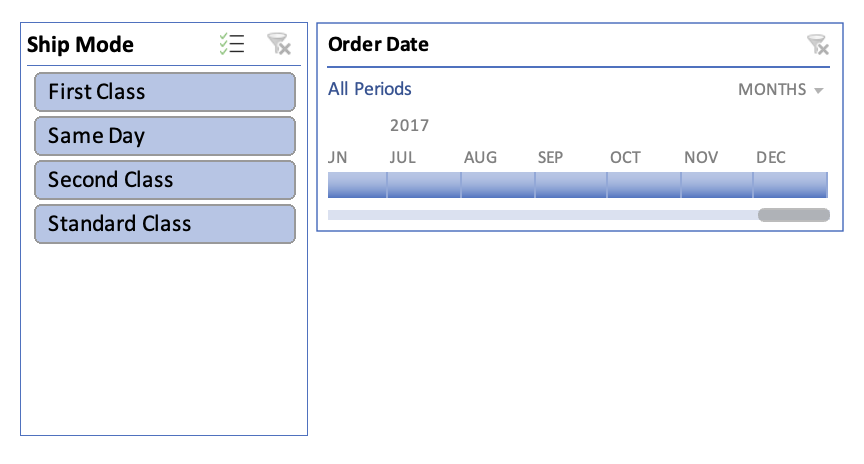 Ship Mode
First Class
Same Day
Second Class
Standard Class
Order Date
All Periods MONTHS
2017
UN JUL AUG SEP OCT NOV DEC